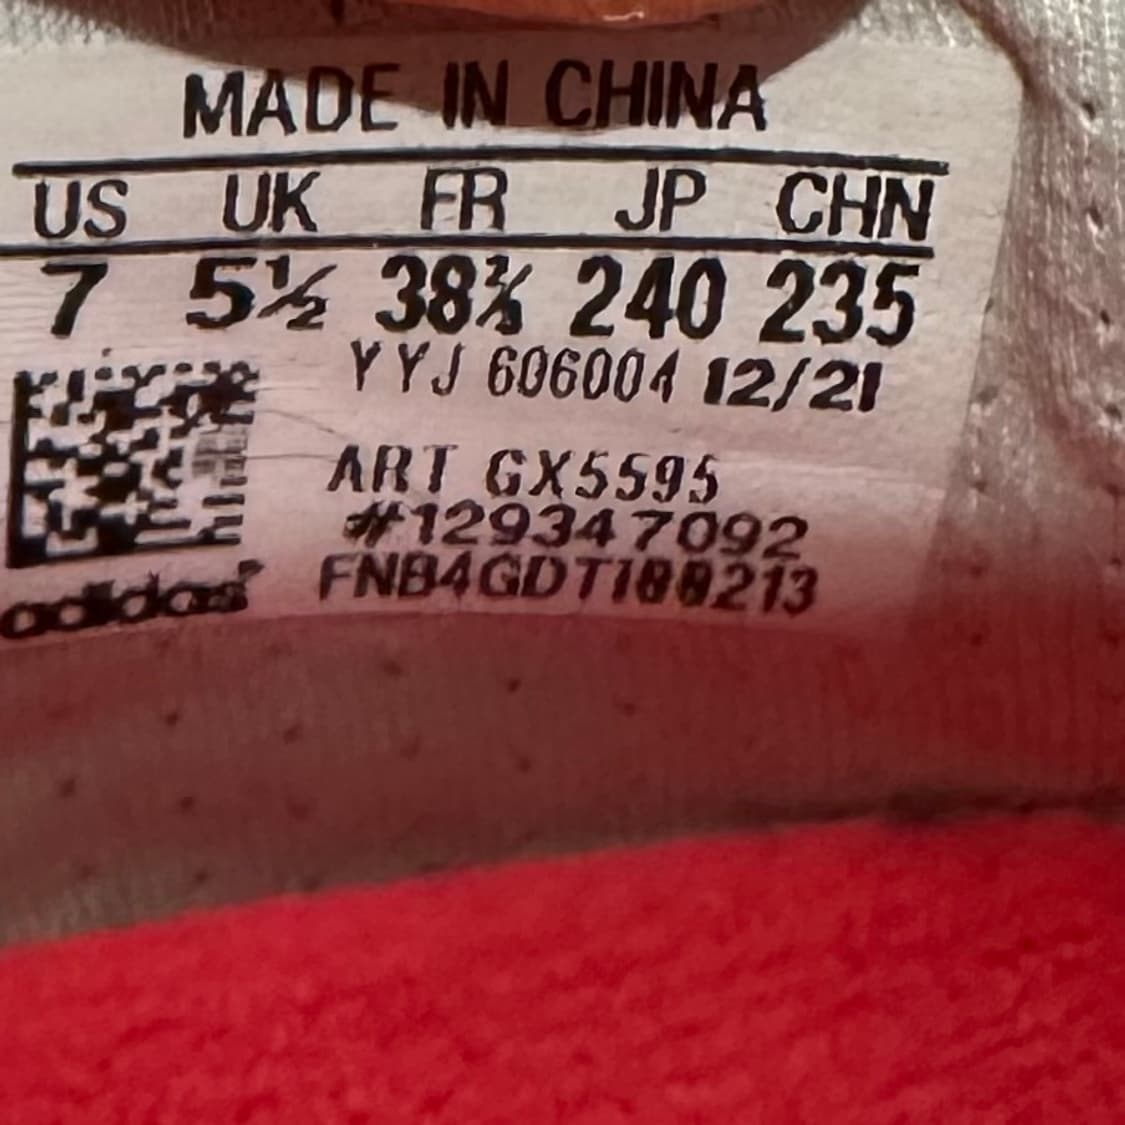 MADE IN CHINA
US UK FR JP CHN
7 5½ 38⅔ 240 235
YYJ 606004 12/21
ART GX5595
#129347092
adidas